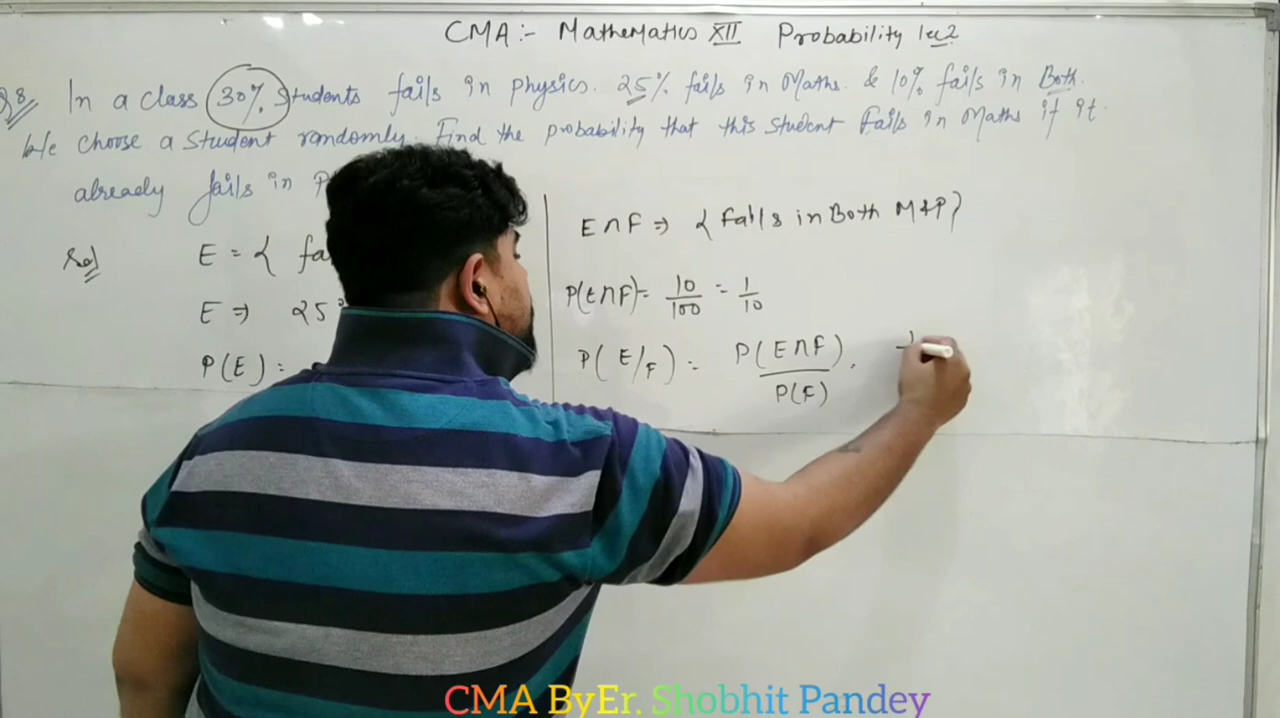 CMA:- Mathematics XII Probability lec2
Q8 In a class 30% Students fails in physics. 25% fails in Maths. & 10% fails in Both.
We choose a student randomly. Find the probability that this student fails in Maths if it
already fails in P
Sol E = { fa
E ⇒ 25
P(E) =
E∩F ⇒ { fails in Both M&P}
P(E∩F) = 10/100 = 1/10
P(E/F) = P(E∩F)/P(F) . 1
CMA ByEr. Shobhit Pandey